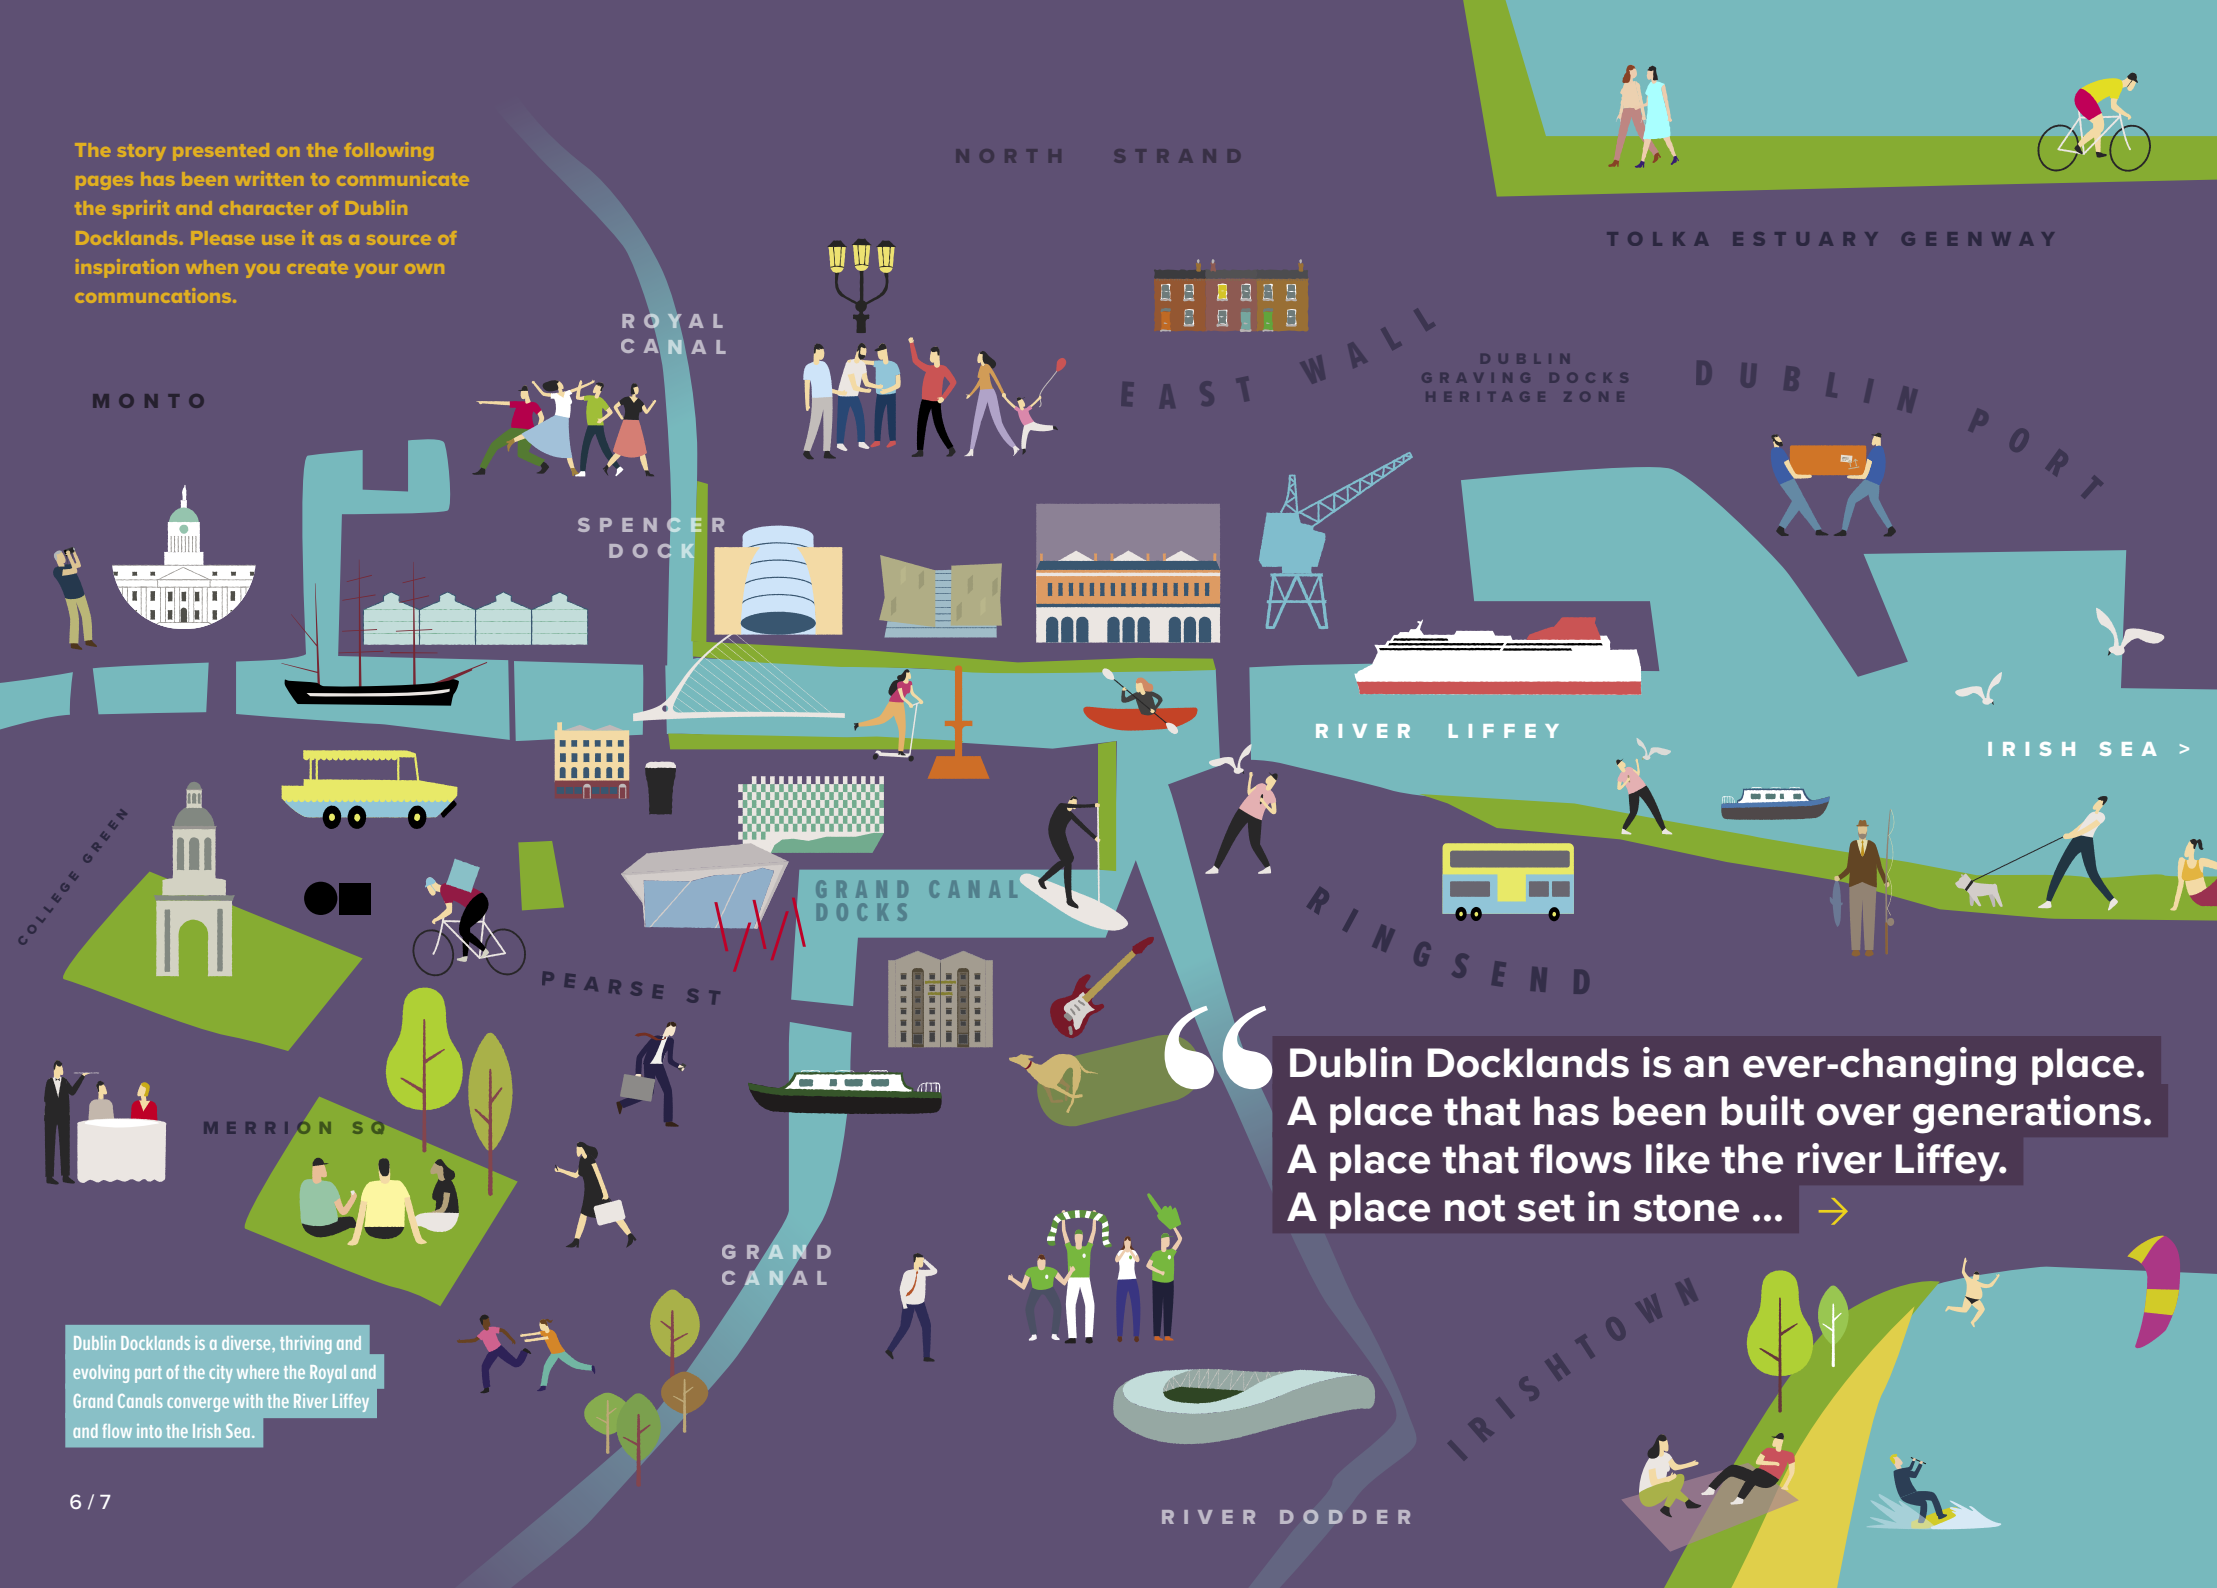 The story presented on the following
pages has been written to communicate
the spririt and character of Dublin
Docklands. Please use it as a source of
inspiration when you create your own
communcations.
NORTH STRAND
TOLKA ESTUARY GEENWAY
ROYAL
CANAL
MONTO
EAST WALL
DUBLIN
GRAVING DOCKS
HERITAGE ZONE
DUBLIN PORT
SPENCER
DOCK
RIVER LIFFEY
IRISH SEA >
COLLEGE GREEN
GRAND CANAL
DOCKS
RINGSEND
PEARSE ST
MERRION SQ
“Dublin Docklands is an ever-changing place.
A place that has been built over generations.
A place that flows like the river Liffey.
A place not set in stone ... →
GRAND
CANAL
IRISHTOWN
Dublin Docklands is a diverse, thriving and
evolving part of the city where the Royal and
Grand Canals converge with the River Liffey
and flow into the Irish Sea.
6 / 7
RIVER DODDER